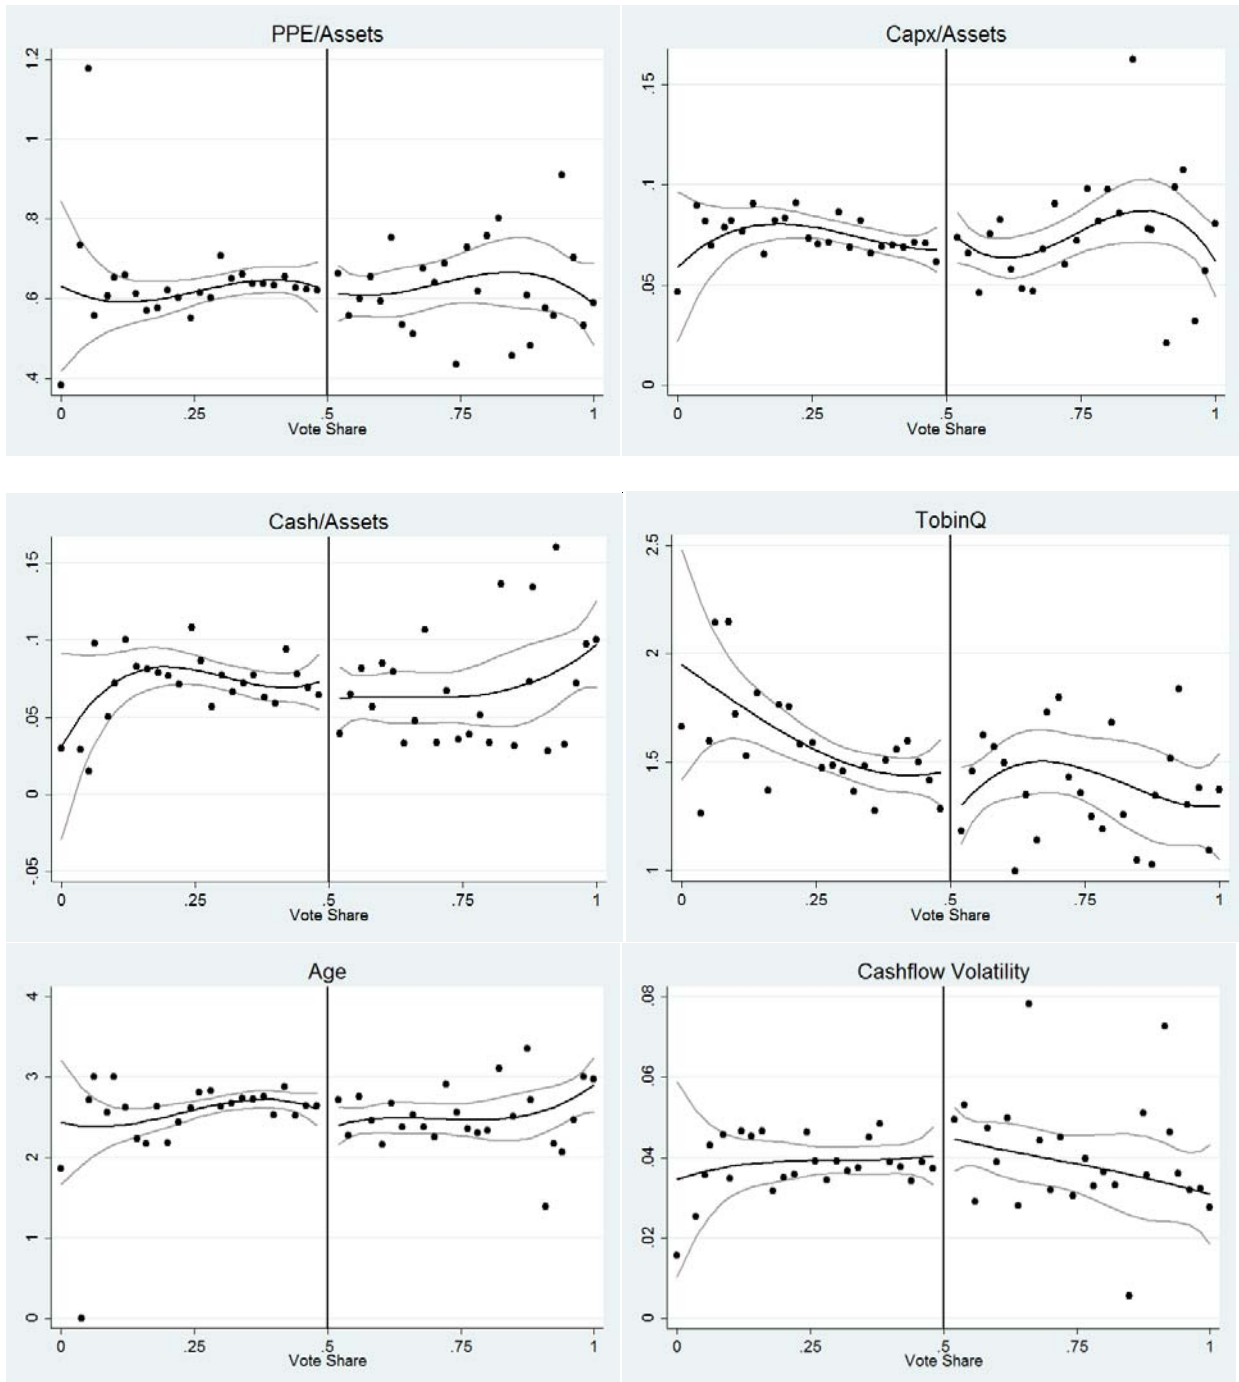 PPE/Assets
1.2
1
.8
.6
.4
0 .25 .5 .75 1
Vote Share
Capx/Assets
.15
.1
.05
0
0 .25 .5 .75 1
Vote Share
Cash/Assets
.15
.1
.05
0
-.05
0 .25 .5 .75 1
Vote Share
TobinQ
2.5
2
1.5
1
0 .25 .5 .75 1
Vote Share
Age
4
3
2
1
0
0 .25 .5 .75 1
Vote Share
Cashflow Volatility
.08
.06
.04
.02
0
0 .25 .5 .75 1
Vote Share